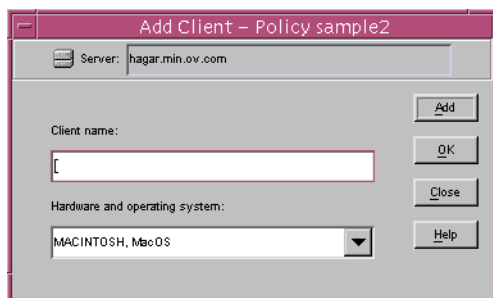 Add Client – Policy sample2
Server: hagar.min.ov.com
Add
Client name:
OK
[
Close
Hardware and operating system:
Help
MACINTOSH, MacOS